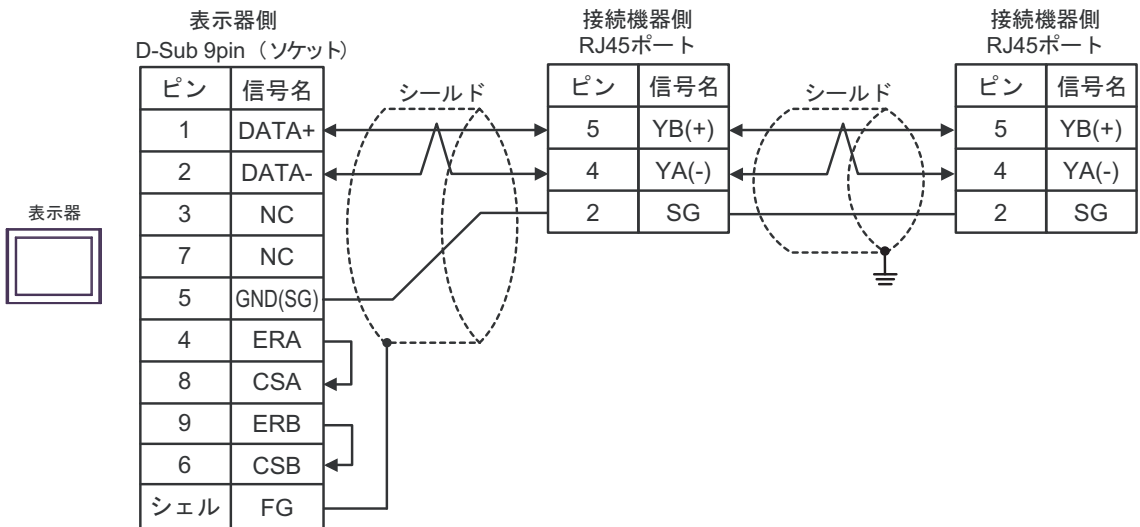 表示器側
D-Sub 9pin（ソケット）
ピン 信号名
1 DATA+
2 DATA-
3 NC
7 NC
5 GND(SG)
4 ERA
8 CSA
9 ERB
6 CSB
シェル FG
表示器
シールド
接続機器側
RJ45ポート
ピン 信号名
5 YB(+)
4 YA(-)
2 SG
シールド
接続機器側
RJ45ポート
ピン 信号名
5 YB(+)
4 YA(-)
2 SG